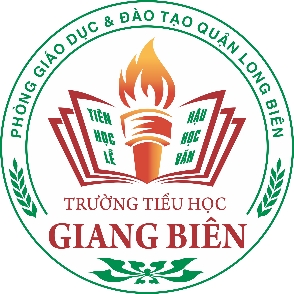 PHÒNG GIÁO DỤC & ĐÀO TẠO QUẬN LONG BIÊN
TIÊN
HỌC
LỄ
HẬU
HỌC
VĂN
TRƯỜNG TIỂU HỌC
GIANG BIÊN